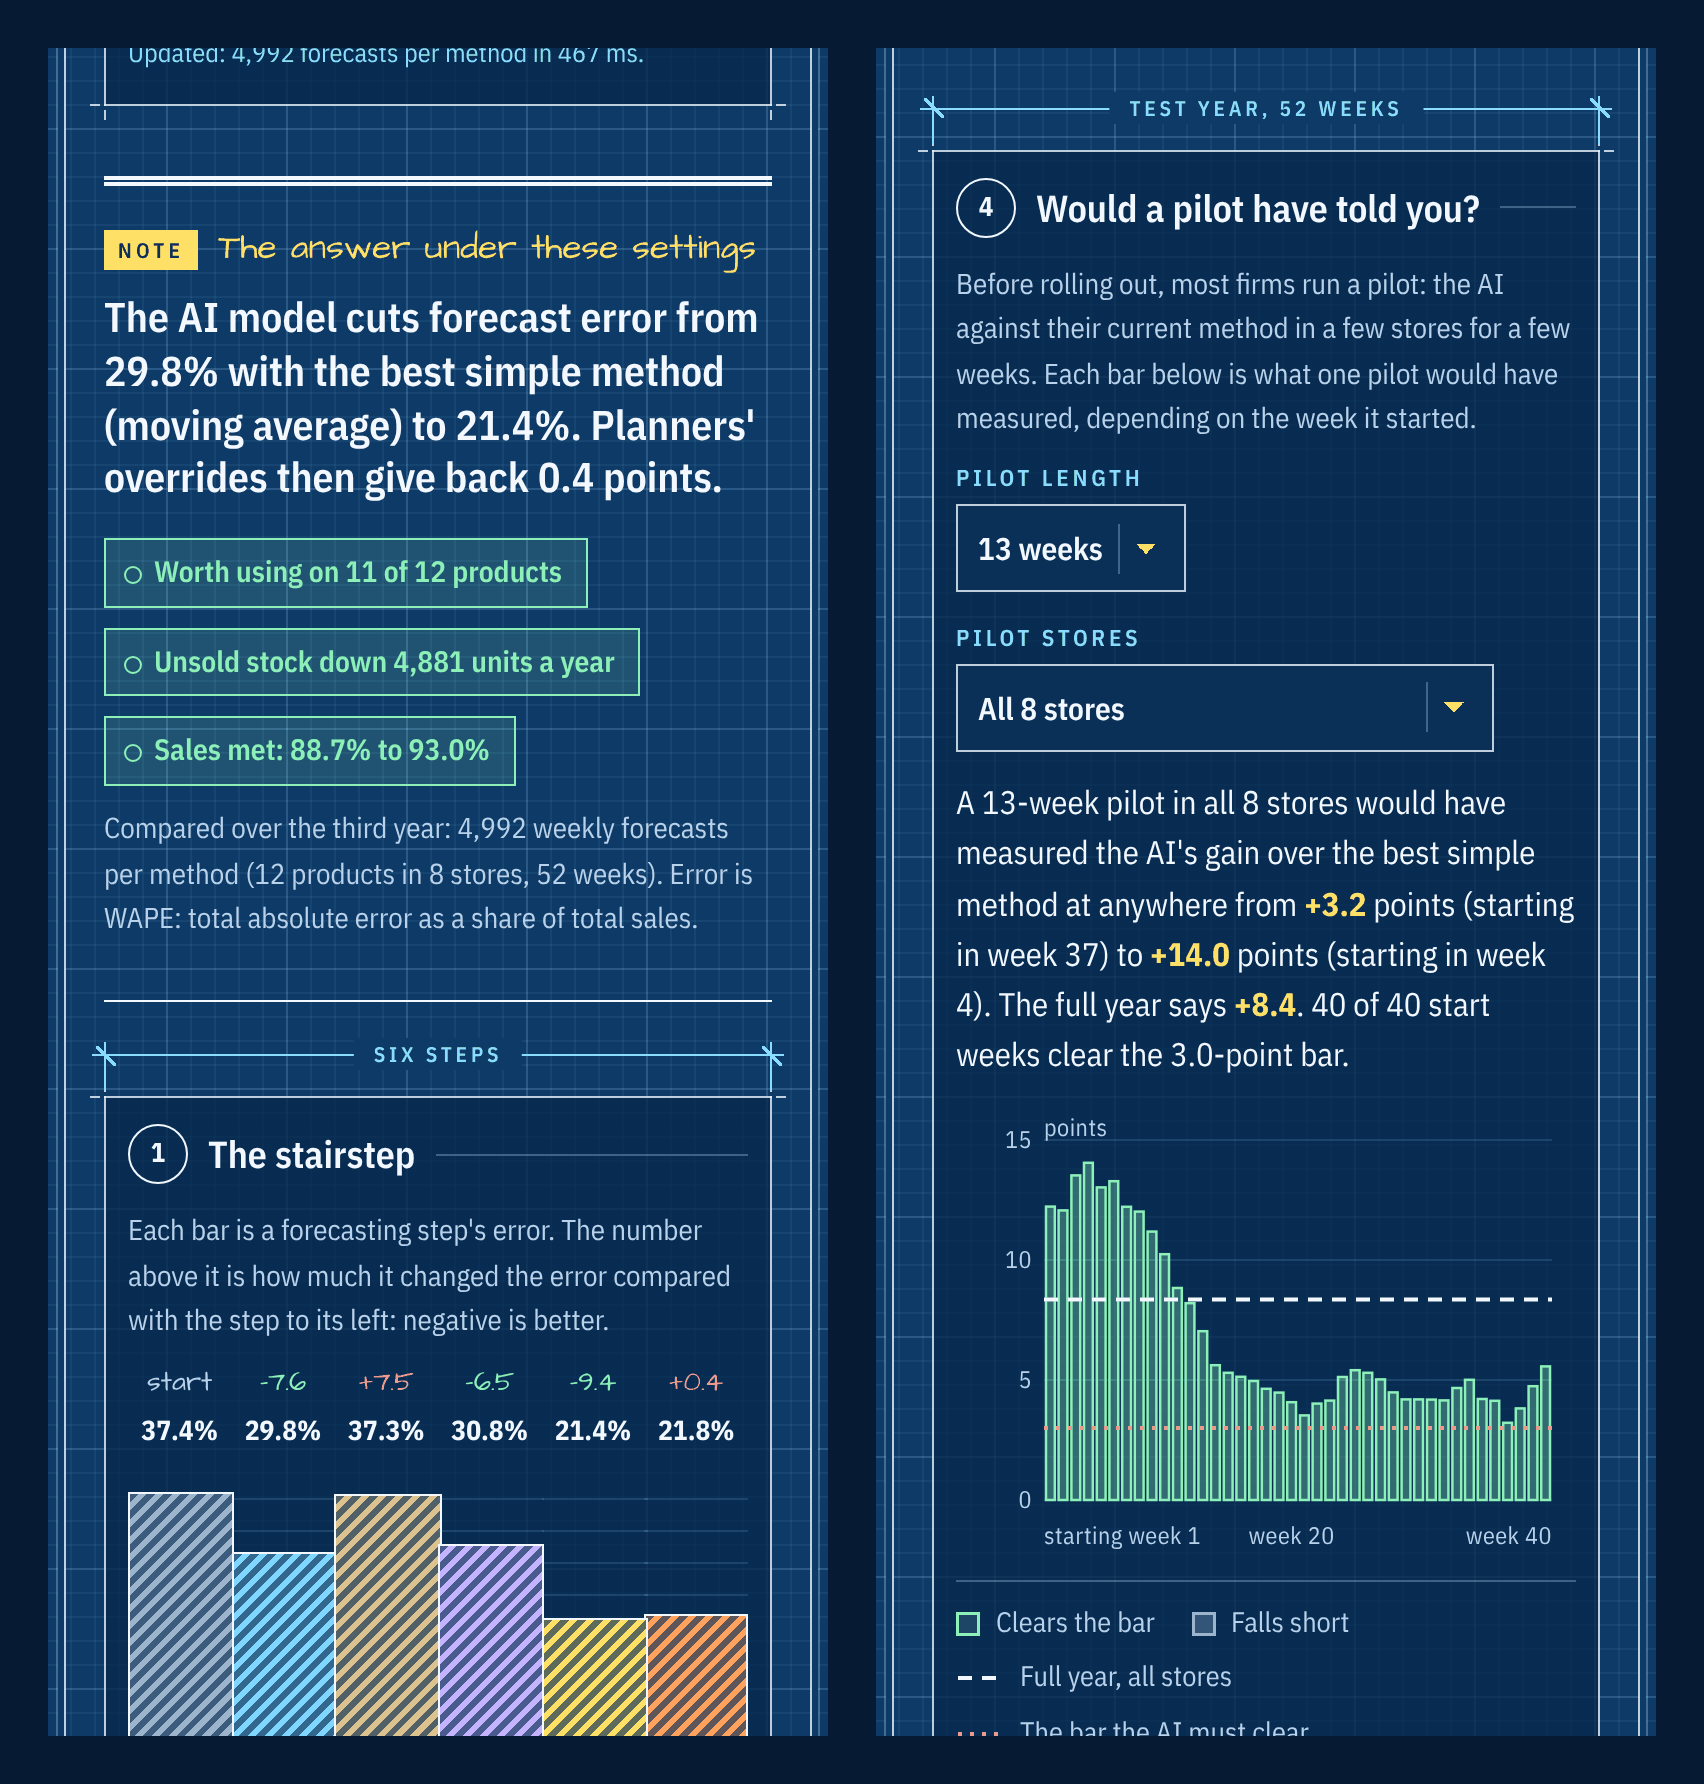 Updated: 4,992 forecasts per method in 467 ms.
NOTE The answer under these settings
The AI model cuts forecast error from
29.8% with the best simple method
(moving average) to 21.4%. Planners'
overrides then give back 0.4 points.
Worth using on 11 of 12 products
Unsold stock down 4,881 units a year
Sales met: 88.7% to 93.0%
Compared over the third year: 4,992 weekly forecasts
per method (12 products in 8 stores, 52 weeks). Error is
WAPE: total absolute error as a share of total sales.
SIX STEPS
1 The stairstep
Each bar is a forecasting step's error. The number
above it is how much it changed the error compared
with the step to its left: negative is better.
start -7.6 +7.5 -6.5 -9.4 +0.4
37.4% 29.8% 37.3% 30.8% 21.4% 21.8%
TEST YEAR, 52 WEEKS
4 Would a pilot have told you?
Before rolling out, most firms run a pilot: the AI
against their current method in a few stores for a few
weeks. Each bar below is what one pilot would have
measured, depending on the week it started.
PILOT LENGTH
13 weeks
PILOT STORES
All 8 stores
A 13-week pilot in all 8 stores would have
measured the AI's gain over the best simple
method at anywhere from +3.2 points (starting
in week 37) to +14.0 points (starting in week
4). The full year says +8.4. 40 of 40 start
weeks clear the 3.0-point bar.
points
15
10
5
0
starting week 1 week 20 week 40
Clears the bar Falls short
Full year, all stores
The bar the AI must clear